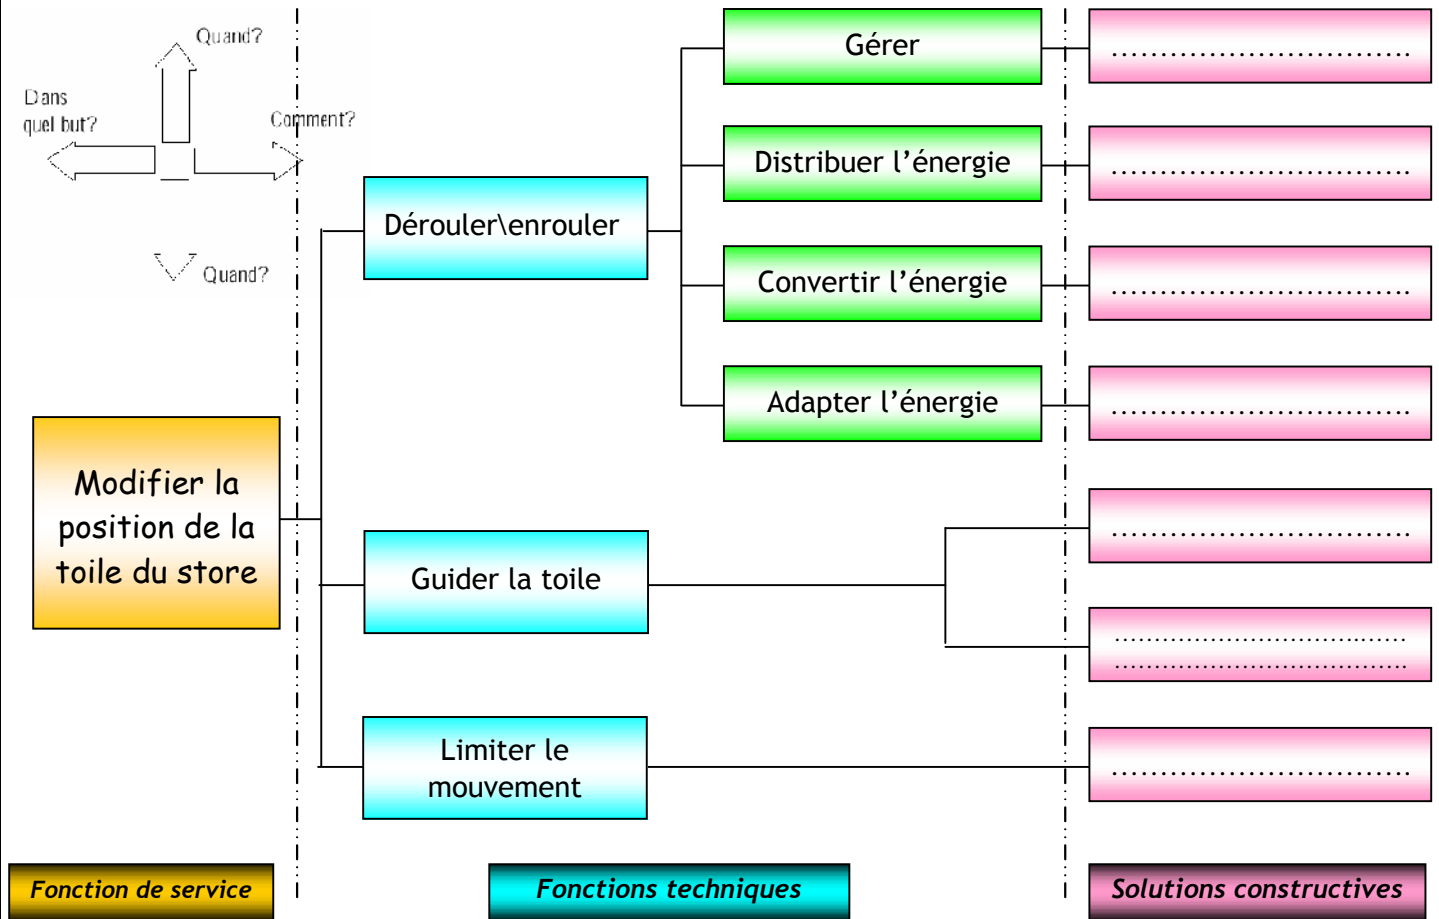 Quand?
Dans
quel but?
Comment?
Quand?
Modifier la
position de la
toile du store
Dérouler\enrouler
Guider la toile
Limiter le
mouvement
Gérer
Distribuer l’énergie
Convertir l’énergie
Adapter l’énergie
Fonction de service
Fonctions techniques
Solutions constructives